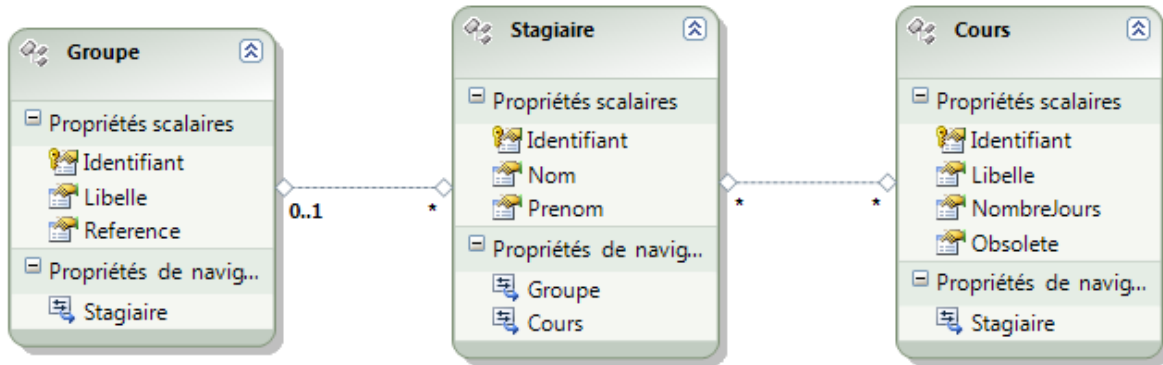 Groupe
Propriétés scalaires
Identifiant
Libelle
Reference
Propriétés de navig...
Stagiaire
0..1
*
Stagiaire
Propriétés scalaires
Identifiant
Nom
Prenom
Propriétés de navig...
Groupe
Cours
*
*
Cours
Propriétés scalaires
Identifiant
Libelle
NombreJours
Obsolete
Propriétés de navig...
Stagiaire